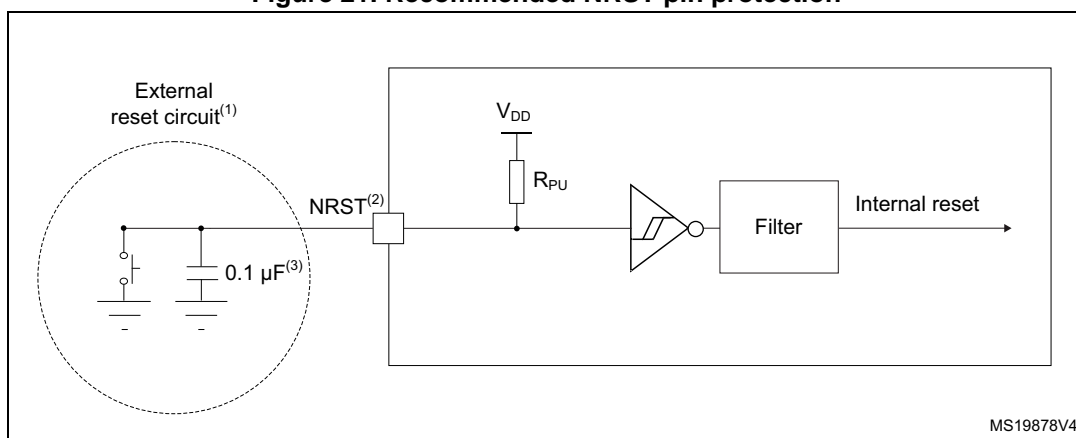 Figure 21. Recommended NRST pin protection
External
reset circuit(1)
VDD
RPU
NRST(2)
0.1 µF(3)
Filter
Internal reset
MS19878V4